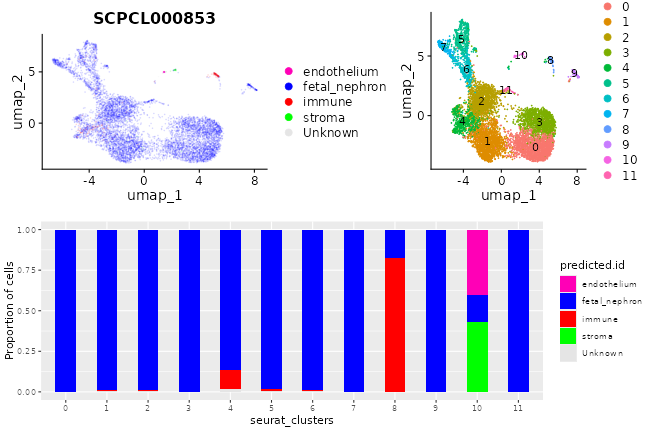 SCPCL000853
umap_2
5
0
-4
0
4
8
umap_1
endothelium
fetal_nephron
immune
stroma
Unknown
umap_2
5
0
-4
0
4
8
umap_1
0
1
2
3
4
5
6
7
8
9
10
11
0
1
2
3
4
5
6
7
8
9
10
11
Proportion of cells
1.00
0.75
0.50
0.25
0.00
0
1
2
3
4
5
6
7
8
9
10
11
seurat_clusters
predicted.id
endothelium
fetal_nephron
immune
stroma
Unknown